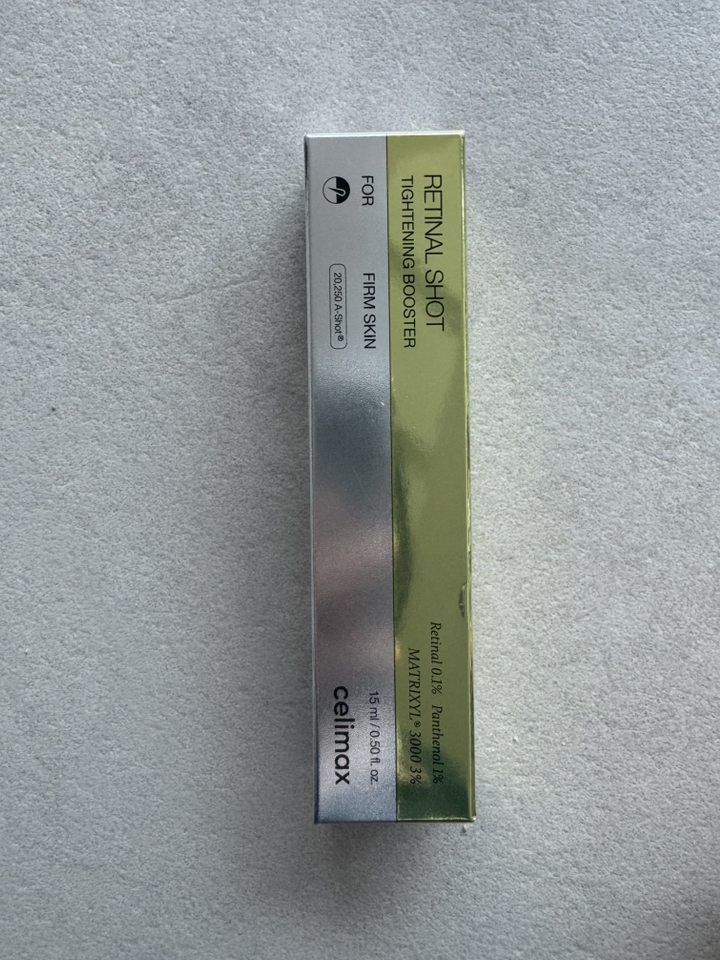 RETINAL SHOT
TIGHTENING BOOSTER
Retinal 0.1% Panthenol 1%
MATRIXYL® 3000 3%
FOR FIRM SKIN
20,250 A-Shot®
15 ml / 0.50 fl. oz.
celimax